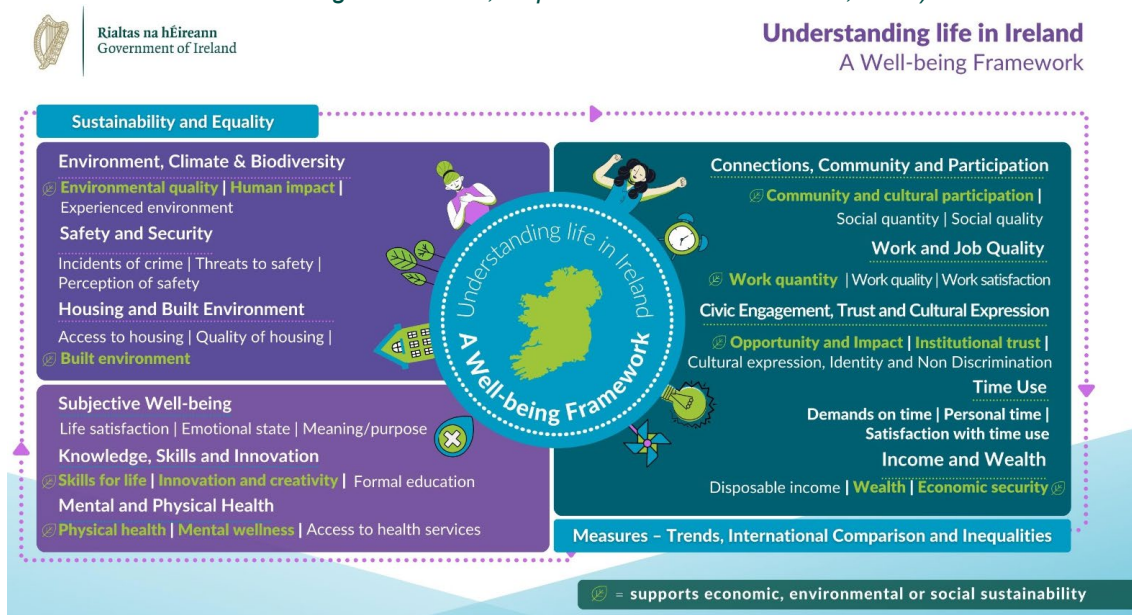 Rialtas na hÉireann
Government of Ireland
Understanding life in Ireland
A Well-being Framework
Sustainability and Equality
Environment, Climate & Biodiversity
Environmental quality | Human impact |
Experienced environment
Safety and Security
Incidents of crime | Threats to safety |
Perception of safety
Housing and Built Environment
Access to housing | Quality of housing |
Built environment
Subjective Well-being
Life satisfaction | Emotional state | Meaning/purpose
Knowledge, Skills and Innovation
Skills for life | Innovation and creativity | Formal education
Mental and Physical Health
Physical health | Mental wellness | Access to health services
Understanding life in Ireland
A Well-being Framework
Connections, Community and Participation
Community and cultural participation |
Social quantity | Social quality
Work and Job Quality
Work quantity | Work quality | Work satisfaction
Civic Engagement, Trust and Cultural Expression
Opportunity and Impact | Institutional trust |
Cultural expression, Identity and Non Discrimination
Time Use
Demands on time | Personal time |
Satisfaction with time use
Income and Wealth
Disposable income | Wealth | Economic security
Measures – Trends, International Comparison and Inequalities
= supports economic, environmental or social sustainability